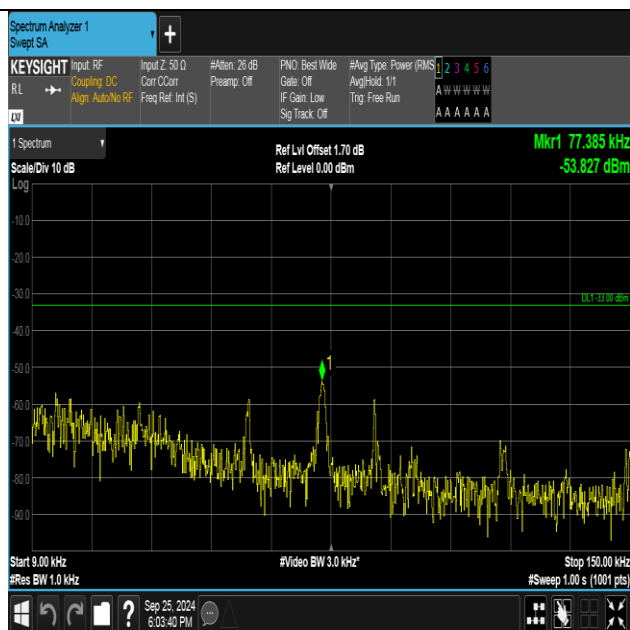 Spectrum Analyzer 1
Swept SA
+
KEYSIGHT
RL
LXI
Input: RF
Coupling: DC
Align: Auto/No RF
Input Z: 50 Ω
Corr CCorr
Freq Ref: Int (S)
#Atten: 26 dB
Preamp: Off
PNO: Best Wide
Gate: Off
IF Gain: Low
Sig Track: Off
#Avg Type: Power (RMS
Avg|Hold: 1/1
Trig: Free Run
1 2 3 4 5 6
A W W W W W
A A A A A A
1 Spectrum
Scale/Div 10 dB
Ref Lvl Offset 1.70 dB
Ref Level 0.00 dBm
Mkr1 77.385 kHz
-53.827 dBm
Log
-10.0
-20.0
-30.0
DL1 -33.00 dBm
-40.0
-50.0
1
-60.0
-70.0
-80.0
-90.0
Start 9.00 kHz
#Video BW 3.0 kHz*
Stop 150.00 kHz
#Res BW 1.0 kHz
#Sweep 1.00 s (1001 pts)
?
Sep 25, 2024
6:03:40 PM